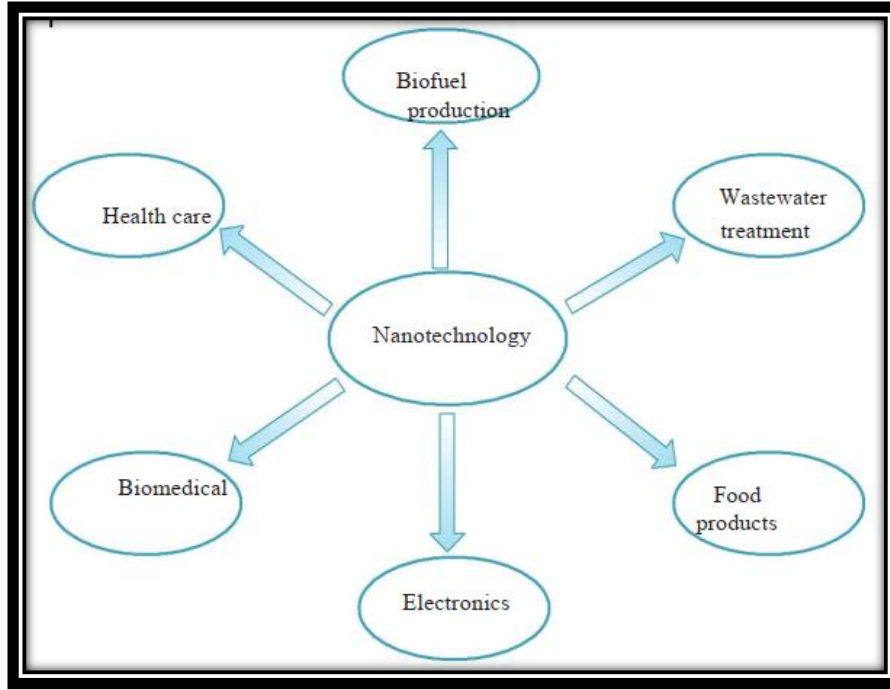 Biofuel
production
Health care
Wastewater
treatment
Nanotechnology
Biomedical
Food
products
Electronics